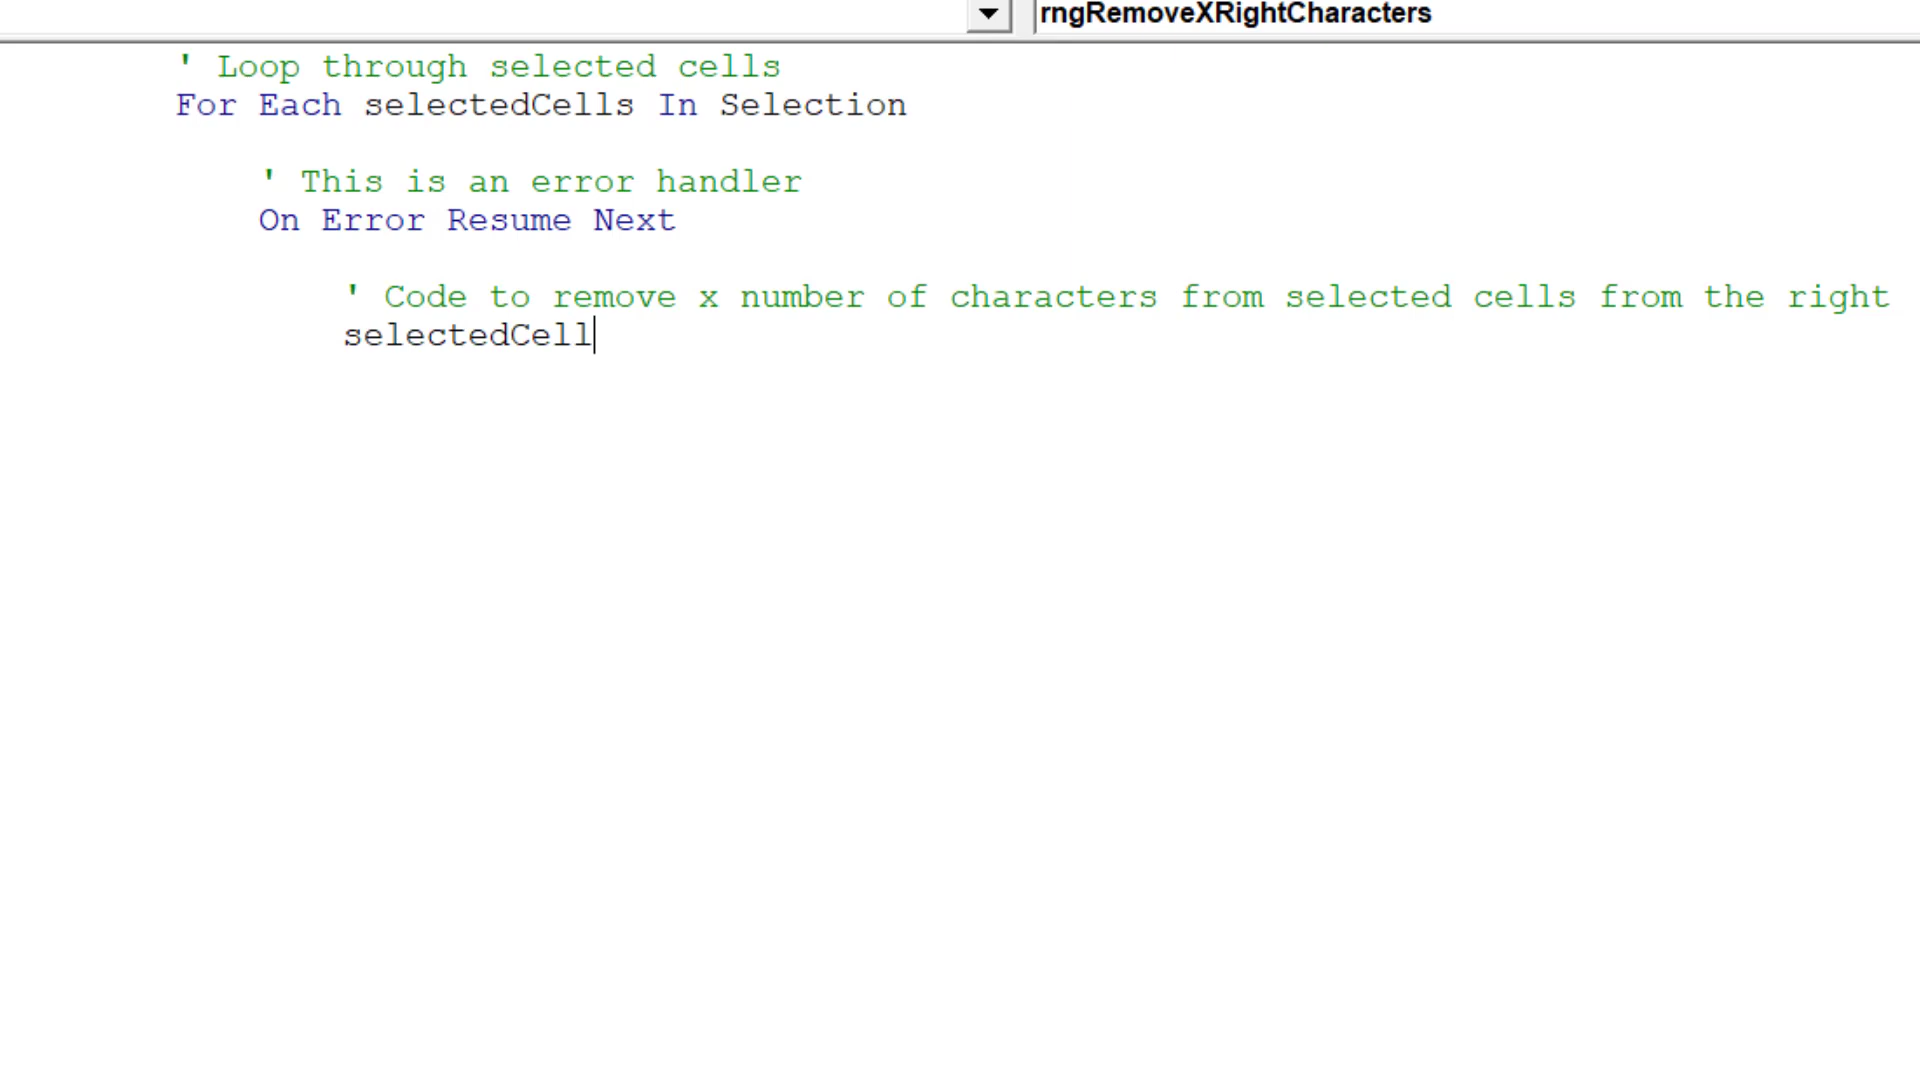 rngRemoveXRightCharacters
' Loop through selected cells
For Each selectedCells In Selection
' This is an error handler
On Error Resume Next
' Code to remove x number of characters from selected cells from the right
selectedCell